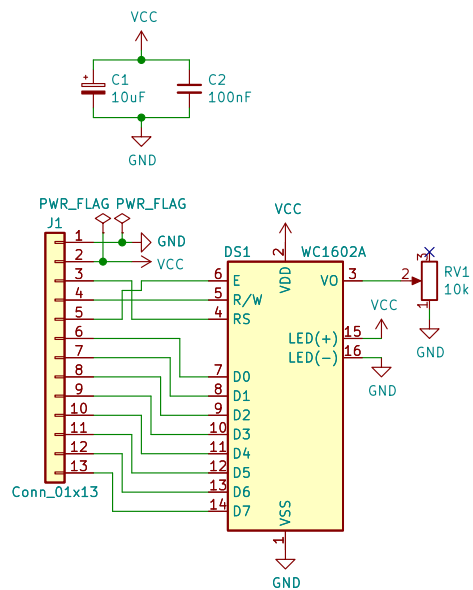 VCC
C1
10uF
C2
100nF
GND
PWR_FLAG PWR_FLAG
J1
1
GND
2
VCC
3
4
5
6
7
8
9
10
11
12
13
Conn_01x13
VCC
2
DS1
WC1602A
VDD
6 E
5 R/W
4 RS
VO 3
LED(+) 15
LED(-) 16
7 D0
8 D1
9 D2
10 D3
11 D4
12 D5
13 D6
14 D7
VSS
1
GND
3
2
1
RV1
10k
VCC
GND
GND